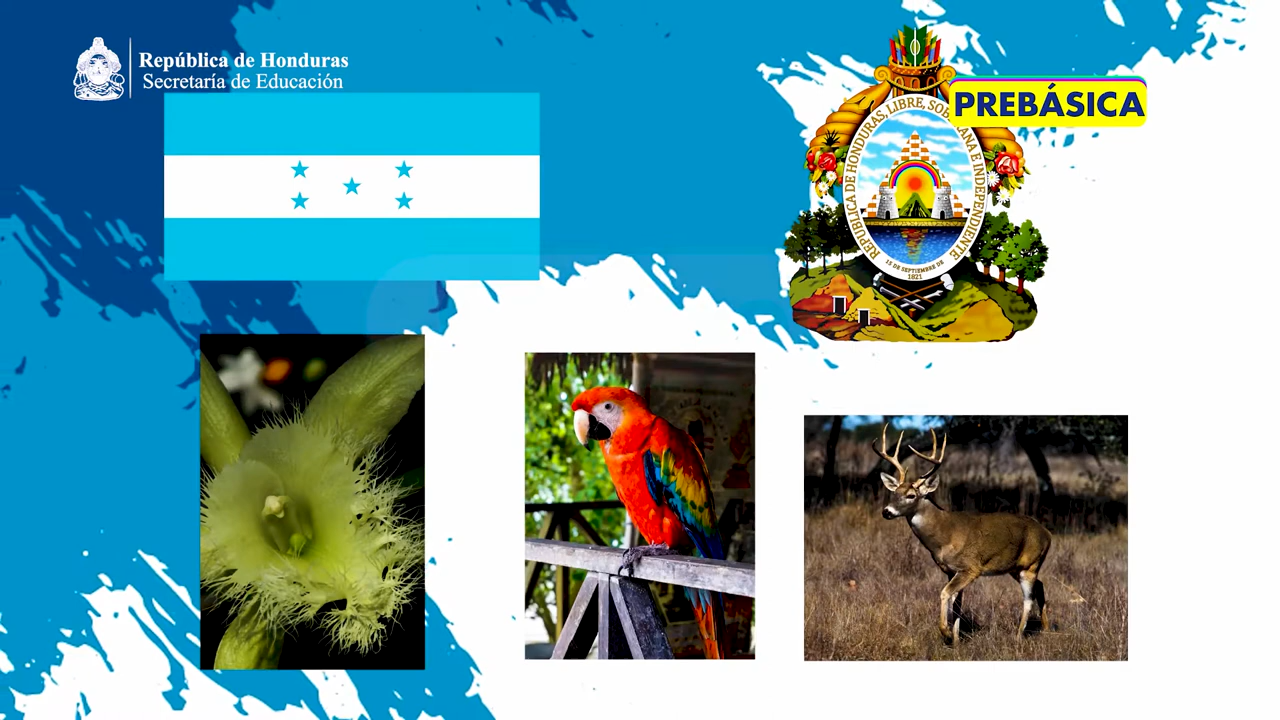 República de Honduras
Secretaría de Educación
PREBÁSICA
REPÚBLICA DE HONDURAS, LIBRE, SOBERANA E INDEPENDIENTE
15 DE SEPTIEMBRE DE
1821